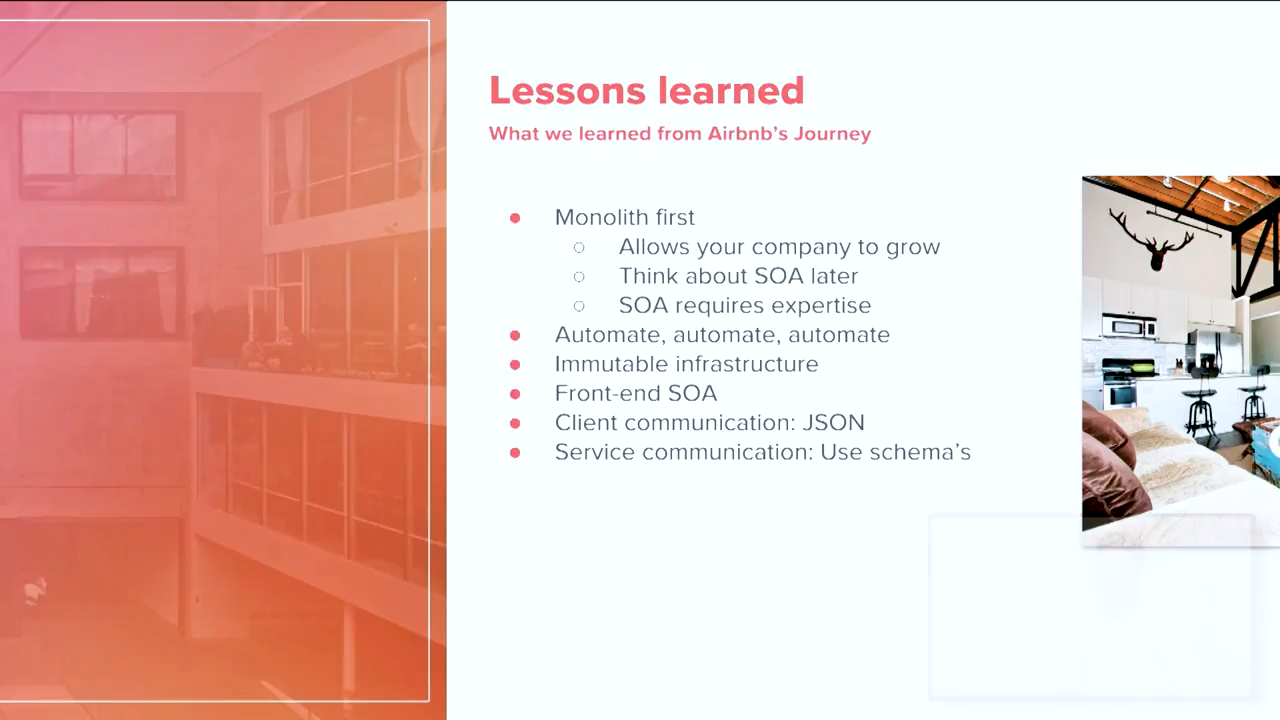 Lessons learned
What we learned from Airbnb's Journey
● Monolith first
○ Allows your company to grow
○ Think about SOA later
○ SOA requires expertise
● Automate, automate, automate
● Immutable infrastructure
● Front-end SOA
● Client communication: JSON
● Service communication: Use schema's